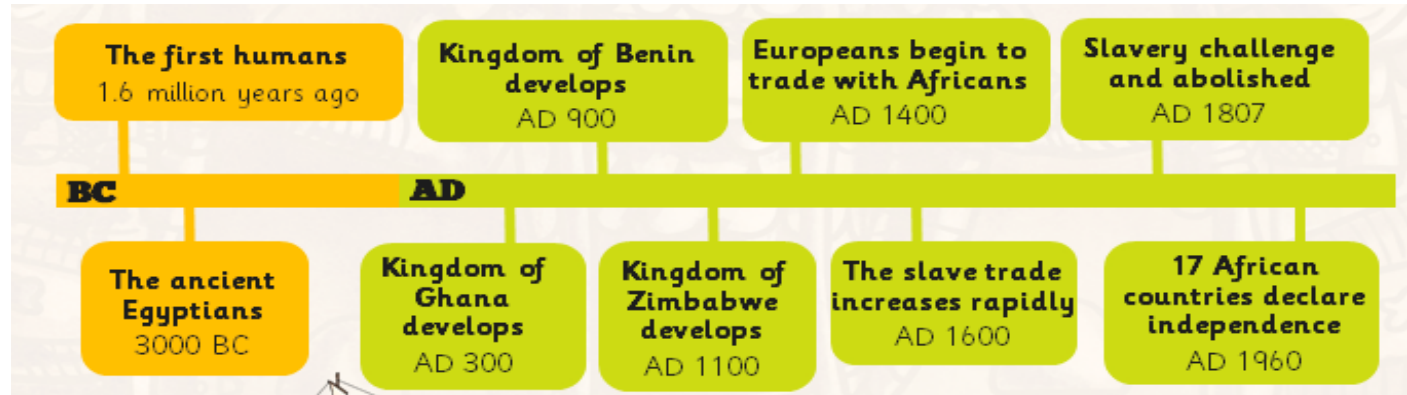 The first humans
1.6 million years ago
Kingdom of Benin
develops
AD 900
Europeans begin to
trade with Africans
AD 1400
Slavery challenge
and abolished
AD 1807
BC
AD
The ancient
Egyptians
3000 BC
Kingdom of
Ghana
develops
AD 300
Kingdom of
Zimbabwe
develops
AD 1100
The slave trade
increases rapidly
AD 1600
17 African
countries declare
independence
AD 1960